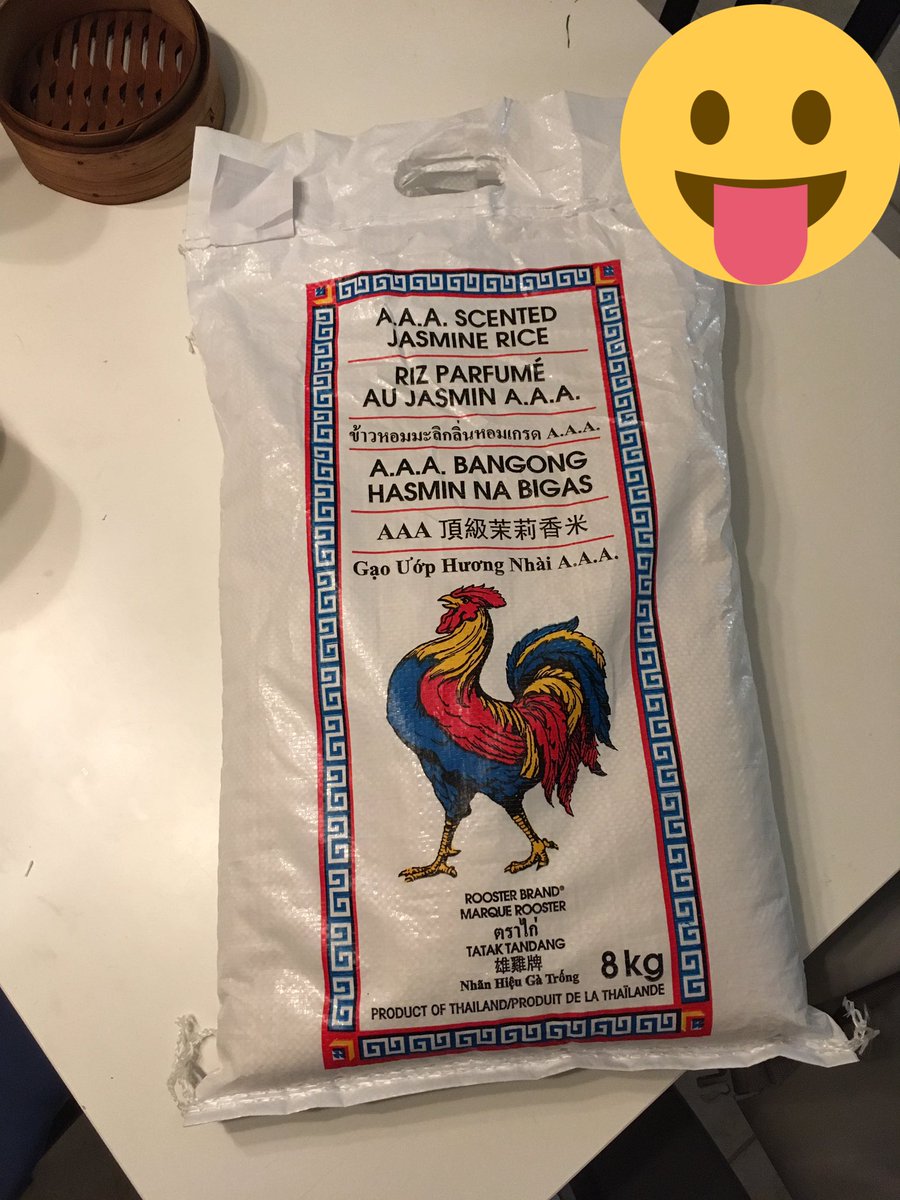 A.A.A. SCENTED
JASMINE RICE
RIZ PARFUMÉ
AU JASMIN A.A.A.
ข้าวหอมมะลิกลิ่นหอมเกรด A.A.A.
A.A.A. BANGONG
HASMIN NA BIGAS
AAA 頂級茉莉香米
Gạo Ướp Hương Nhài A.A.A.
ROOSTER BRAND®
MARQUE ROOSTER
ตราไก่
TATAK TANDANG
雄雞牌
Nhãn Hiệu Gà Trống
8 kg
PRODUCT OF THAILAND/PRODUIT DE LA THAÏLANDE